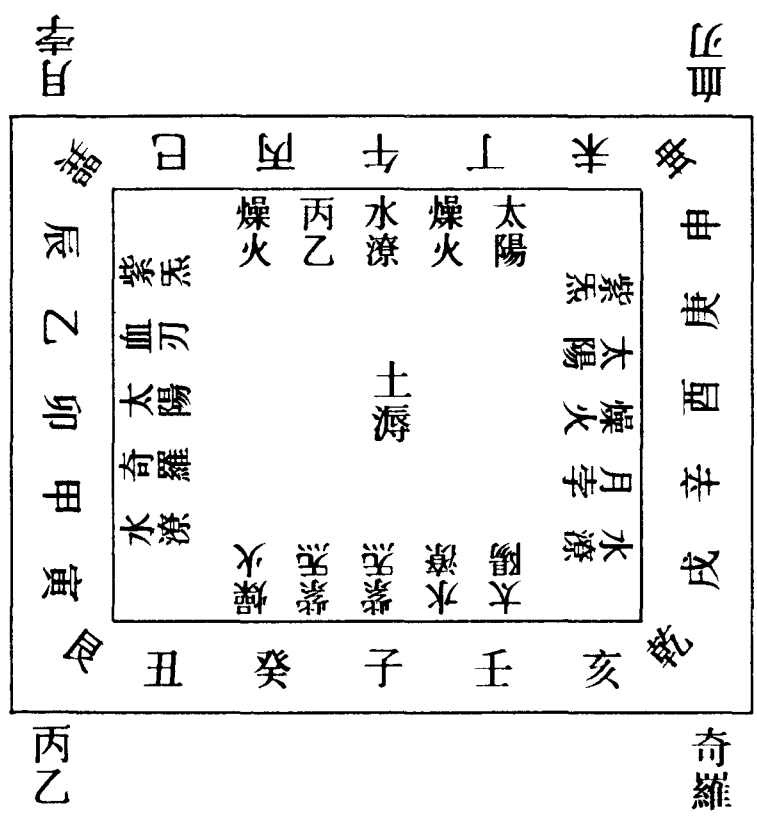 月孛
血刃
巽 巳 丙 午 丁 未 坤
申 庚 酉 辛 戌 乾
亥 壬 子 癸 丑 艮
寅 甲 卯 乙 辰
燥火
丙乙
水潦
燥火
太陽
紫炁
太陽
燥火
月孛
水潦
太陽
水潦
紫炁
紫炁
燥火
水潦
奇羅
太陽
血刃
紫炁
土溽
丙乙
奇羅